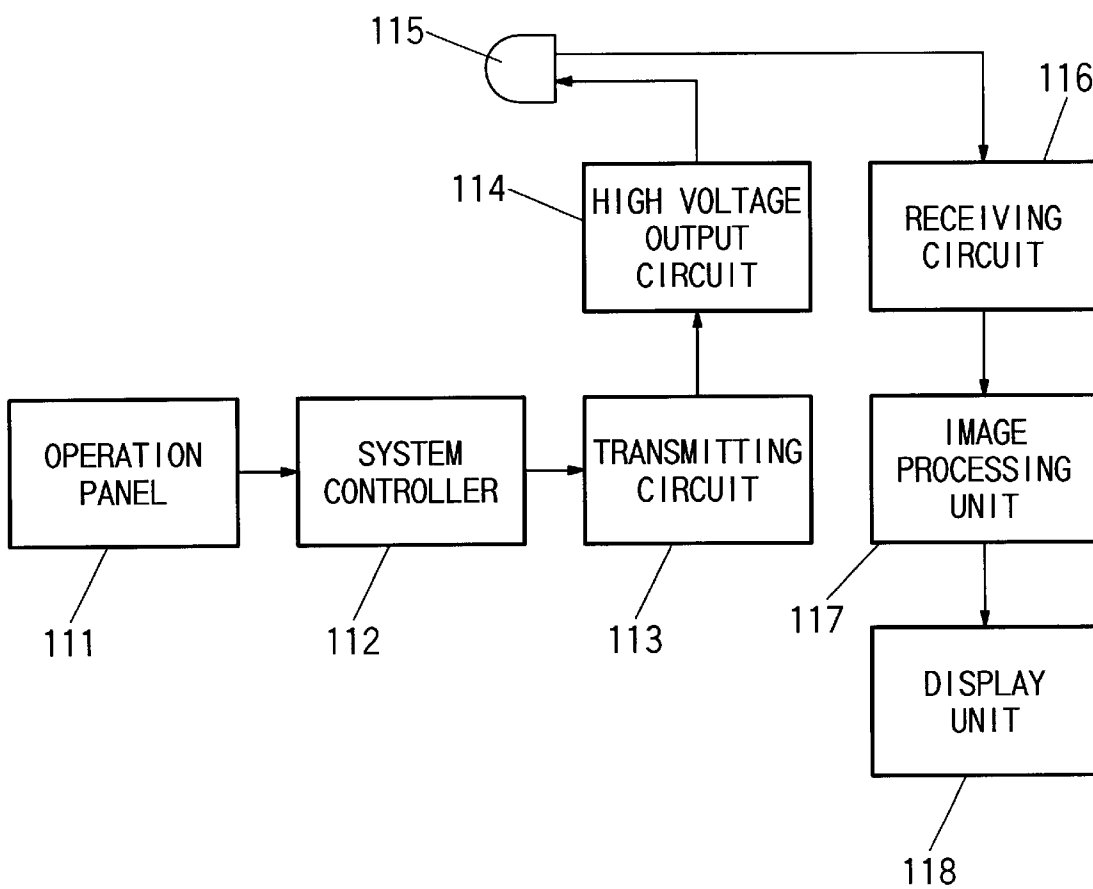 115
116
114
HIGH VOLTAGE
OUTPUT
CIRCUIT
RECEIVING
CIRCUIT
OPERATION
PANEL
SYSTEM
CONTROLLER
TRANSMITTING
CIRCUIT
IMAGE
PROCESSING
UNIT
111
112
113
117
DISPLAY
UNIT
118